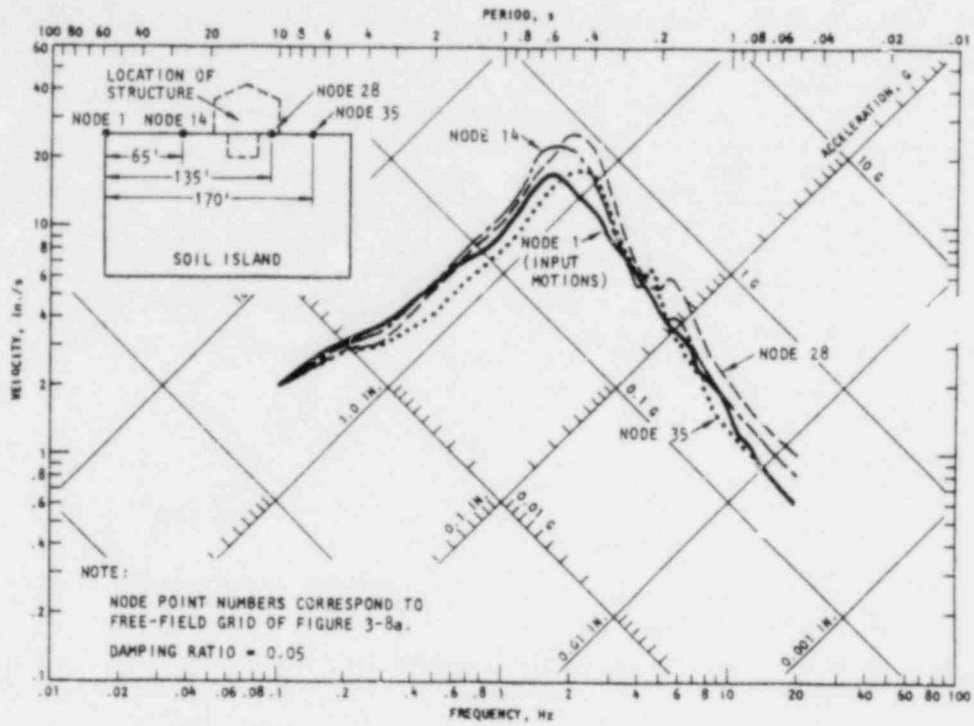 PERIOD, s
100 80 60 40 20 10 8 6 4 2 1 .8 .6 .4 .2 .1 .08 .06 .04 .02 .01
60
40
20
10
8
6
4
2
1
.8
.6
.4
.2
.1
VELOCITY, in./s
LOCATION OF
STRUCTURE
NODE 28
NODE 35
NODE 1 NODE 14
65'
135'
170'
SOIL ISLAND
NODE 14
ACCELERATION, G
10 G
NODE 1
(INPUT
MOTIONS)
1 G
NODE 28
1.0 IN.
0.1 G
NODE 35
0.1 IN.
0.01 G
0.01 IN.
0.001 IN.
NOTE:
NODE POINT NUMBERS CORRESPOND TO
FREE-FIELD GRID OF FIGURE 3-8a.
DAMPING RATIO = 0.05
.01 .02 .04 .06 .08 .1 .2 .4 .6 .8 1 2 4 6 8 10 20 40 60 80 100
FREQUENCY, Hz